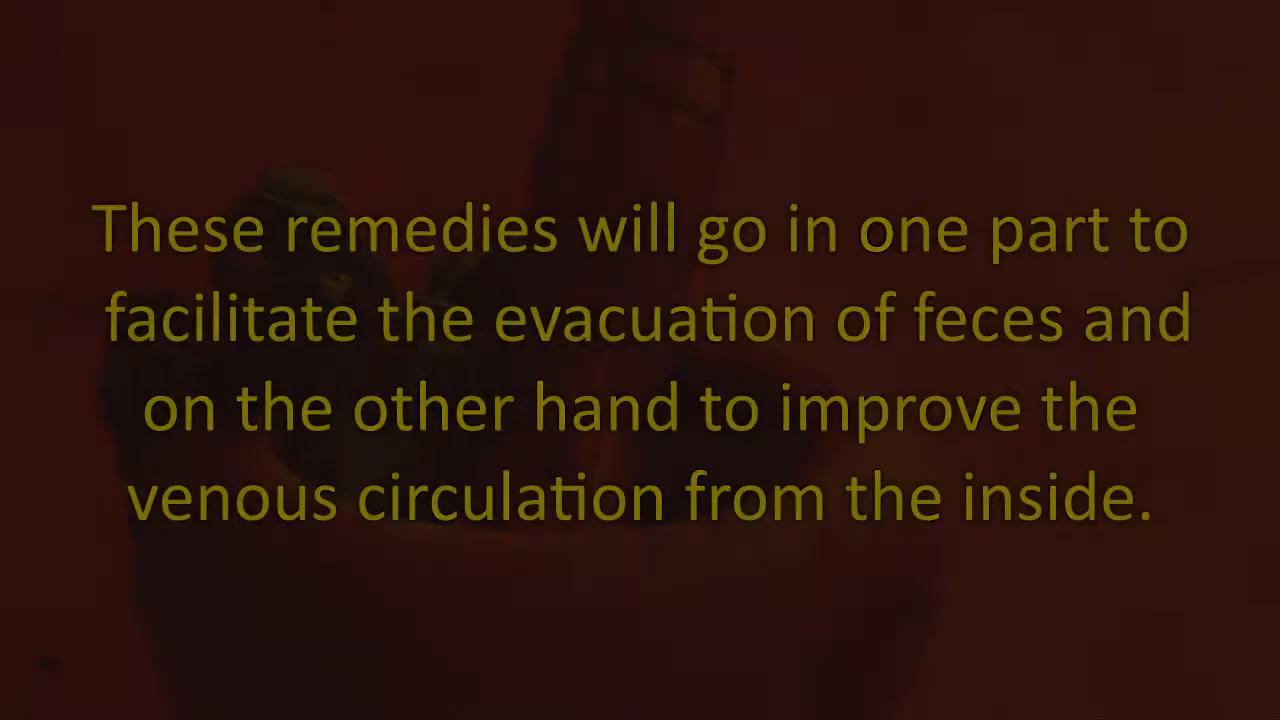 These remedies will go in one part to
facilitate the evacuation of feces and
on the other hand to improve the
venous circulation from the inside.